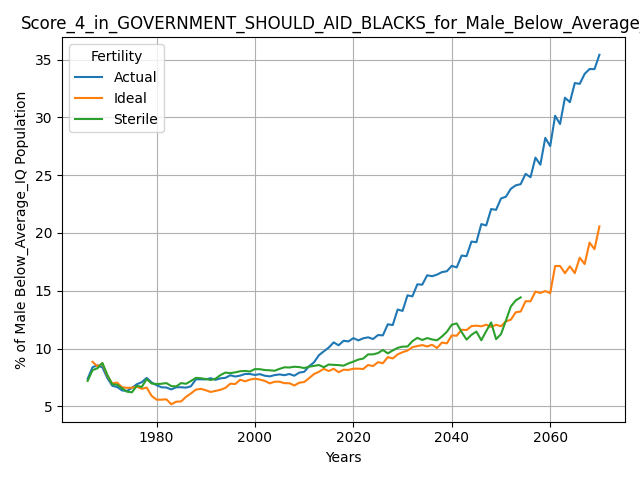 Score_4_in_GOVERNMENT_SHOULD_AID_BLACKS_for_Male_Below_Average_
Fertility
Actual
Ideal
Sterile
% of Male Below_Average_IQ Population
35
30
25
20
15
10
5
1980 2000 2020 2040 2060
Years